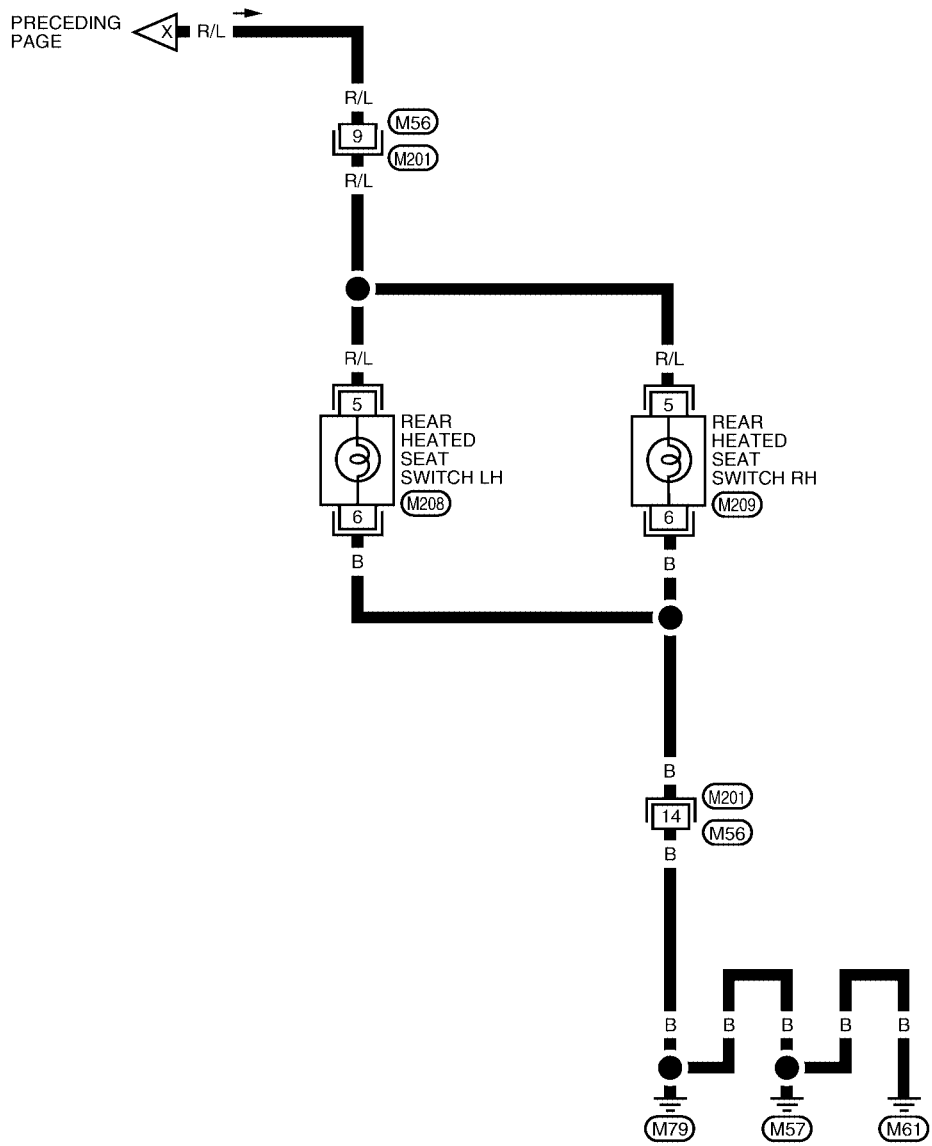 PRECEDING
PAGE
X
R/L
R/L
9
M56
M201
R/L
R/L
R/L
5
REAR
HEATED
SEAT
SWITCH LH
M208
6
5
REAR
HEATED
SEAT
SWITCH RH
M209
6
B
B
B
M201
14
M56
B
B
B
B
B
B
M79
M57
M61